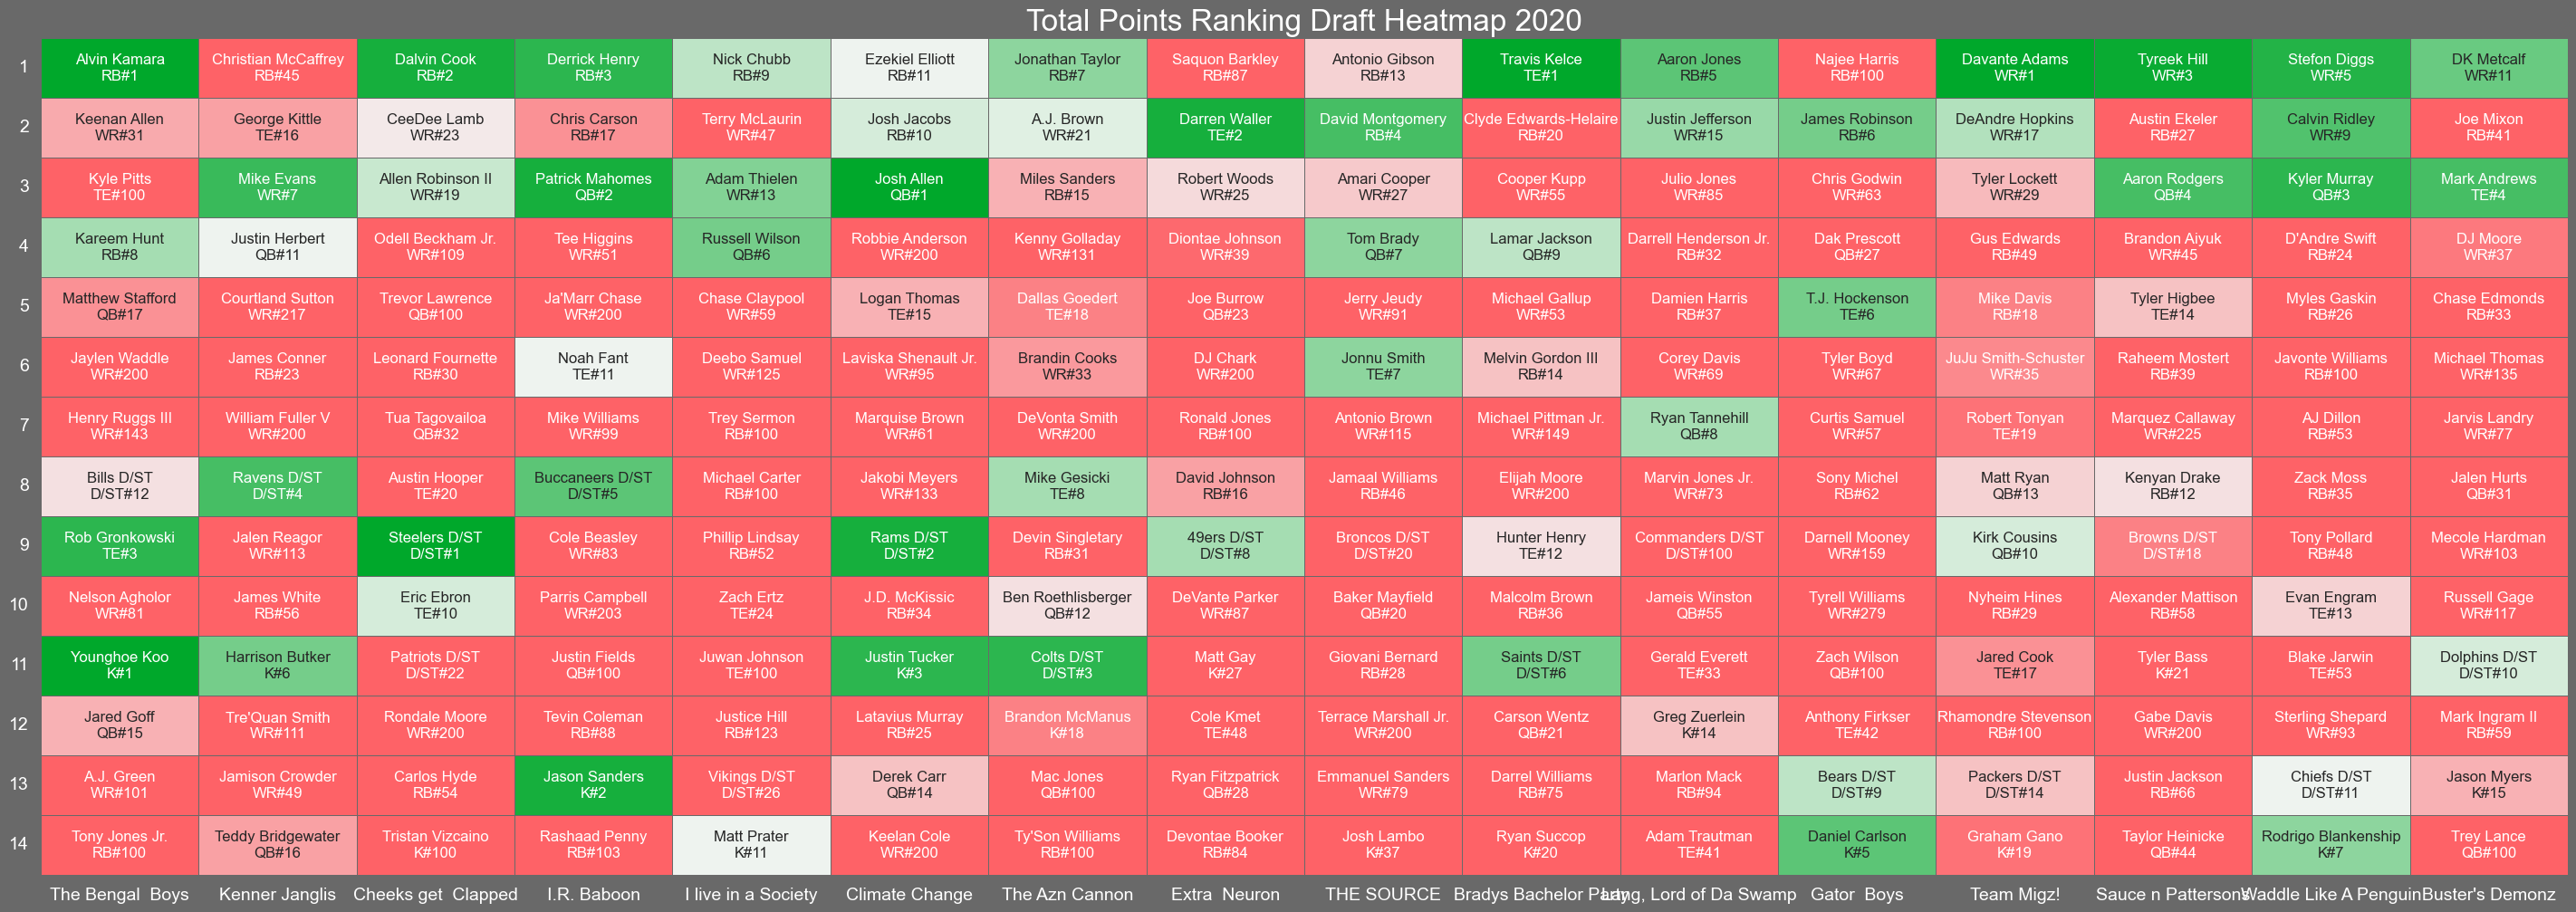 Total Points Ranking Draft Heatmap 2020
1
Alvin Kamara
RB#1
Christian McCaffrey
RB#45
Dalvin Cook
RB#2
Derrick Henry
RB#3
Nick Chubb
RB#9
Ezekiel Elliott
RB#11
Jonathan Taylor
RB#7
Saquon Barkley
RB#87
Antonio Gibson
RB#13
Travis Kelce
TE#1
Aaron Jones
RB#5
Najee Harris
RB#100
Davante Adams
WR#1
Tyreek Hill
WR#3
Stefon Diggs
WR#5
DK Metcalf
WR#11
2
Keenan Allen
WR#31
George Kittle
TE#16
CeeDee Lamb
WR#23
Chris Carson
RB#17
Terry McLaurin
WR#47
Josh Jacobs
RB#10
A.J. Brown
WR#21
Darren Waller
TE#2
David Montgomery
RB#4
Clyde Edwards-Helaire
RB#20
Justin Jefferson
WR#15
James Robinson
RB#6
DeAndre Hopkins
WR#17
Austin Ekeler
RB#27
Calvin Ridley
WR#9
Joe Mixon
RB#41
3
Kyle Pitts
TE#100
Mike Evans
WR#7
Allen Robinson II
WR#19
Patrick Mahomes
QB#2
Adam Thielen
WR#13
Josh Allen
QB#1
Miles Sanders
RB#15
Robert Woods
WR#25
Amari Cooper
WR#27
Cooper Kupp
WR#55
Julio Jones
WR#85
Chris Godwin
WR#63
Tyler Lockett
WR#29
Aaron Rodgers
QB#4
Kyler Murray
QB#3
Mark Andrews
TE#4
4
Kareem Hunt
RB#8
Justin Herbert
QB#11
Odell Beckham Jr.
WR#109
Tee Higgins
WR#51
Russell Wilson
QB#6
Robbie Anderson
WR#200
Kenny Golladay
WR#131
Diontae Johnson
WR#39
Tom Brady
QB#7
Lamar Jackson
QB#9
Darrell Henderson Jr.
RB#32
Dak Prescott
QB#27
Gus Edwards
RB#49
Brandon Aiyuk
WR#45
D'Andre Swift
RB#24
DJ Moore
WR#37
5
Matthew Stafford
QB#17
Courtland Sutton
WR#217
Trevor Lawrence
QB#100
Ja'Marr Chase
WR#200
Chase Claypool
WR#59
Logan Thomas
TE#15
Dallas Goedert
TE#18
Joe Burrow
QB#23
Jerry Jeudy
WR#91
Michael Gallup
WR#53
Damien Harris
RB#37
T.J. Hockenson
TE#6
Mike Davis
RB#18
Tyler Higbee
TE#14
Myles Gaskin
RB#26
Chase Edmonds
RB#33
6
Jaylen Waddle
WR#200
James Conner
RB#23
Leonard Fournette
RB#30
Noah Fant
TE#11
Deebo Samuel
WR#125
Laviska Shenault Jr.
WR#95
Brandin Cooks
WR#33
DJ Chark
WR#200
Jonnu Smith
TE#7
Melvin Gordon III
RB#14
Corey Davis
WR#69
Tyler Boyd
WR#67
JuJu Smith-Schuster
WR#35
Raheem Mostert
RB#39
Javonte Williams
RB#100
Michael Thomas
WR#135
7
Henry Ruggs III
WR#143
William Fuller V
WR#200
Tua Tagovailoa
QB#32
Mike Williams
WR#99
Trey Sermon
RB#100
Marquise Brown
WR#61
DeVonta Smith
WR#200
Ronald Jones
RB#100
Antonio Brown
WR#115
Michael Pittman Jr.
WR#149
Ryan Tannehill
QB#8
Curtis Samuel
WR#57
Robert Tonyan
TE#19
Marquez Callaway
WR#225
AJ Dillon
RB#53
Jarvis Landry
WR#77
8
Bills D/ST
D/ST#12
Ravens D/ST
D/ST#4
Austin Hooper
TE#20
Buccaneers D/ST
D/ST#5
Michael Carter
RB#100
Jakobi Meyers
WR#133
Mike Gesicki
TE#8
David Johnson
RB#16
Jamaal Williams
RB#46
Elijah Moore
WR#200
Marvin Jones Jr.
WR#73
Sony Michel
RB#62
Matt Ryan
QB#13
Kenyan Drake
RB#12
Zack Moss
RB#35
Jalen Hurts
QB#31
9
Rob Gronkowski
TE#3
Jalen Reagor
WR#113
Steelers D/ST
D/ST#1
Cole Beasley
WR#83
Phillip Lindsay
RB#52
Rams D/ST
D/ST#2
Devin Singletary
RB#31
49ers D/ST
D/ST#8
Broncos D/ST
D/ST#20
Hunter Henry
TE#12
Commanders D/ST
D/ST#100
Darnell Mooney
WR#159
Kirk Cousins
QB#10
Browns D/ST
D/ST#18
Tony Pollard
RB#48
Mecole Hardman
WR#103
10
Nelson Agholor
WR#81
James White
RB#56
Eric Ebron
TE#10
Parris Campbell
WR#203
Zach Ertz
TE#24
J.D. McKissic
RB#34
Ben Roethlisberger
QB#12
DeVante Parker
WR#87
Baker Mayfield
QB#20
Malcolm Brown
RB#36
Jameis Winston
QB#55
Tyrell Williams
WR#279
Nyheim Hines
RB#29
Alexander Mattison
RB#58
Evan Engram
TE#13
Russell Gage
WR#117
11
Younghoe Koo
K#1
Harrison Butker
K#6
Patriots D/ST
D/ST#22
Justin Fields
QB#100
Juwan Johnson
TE#100
Justin Tucker
K#3
Colts D/ST
D/ST#3
Matt Gay
K#27
Giovani Bernard
RB#28
Saints D/ST
D/ST#6
Gerald Everett
TE#33
Zach Wilson
QB#100
Jared Cook
TE#17
Tyler Bass
K#21
Blake Jarwin
TE#53
Dolphins D/ST
D/ST#10
12
Jared Goff
QB#15
Tre'Quan Smith
WR#111
Rondale Moore
WR#200
Tevin Coleman
RB#88
Justice Hill
RB#123
Latavius Murray
RB#25
Brandon McManus
K#18
Cole Kmet
TE#48
Terrace Marshall Jr.
WR#200
Carson Wentz
QB#21
Greg Zuerlein
K#14
Anthony Firkser
TE#42
Rhamondre Stevenson
RB#100
Gabe Davis
WR#200
Sterling Shepard
WR#93
Mark Ingram II
RB#59
13
A.J. Green
WR#101
Jamison Crowder
WR#49
Carlos Hyde
RB#54
Jason Sanders
K#2
Vikings D/ST
D/ST#26
Derek Carr
QB#14
Mac Jones
QB#100
Ryan Fitzpatrick
QB#28
Emmanuel Sanders
WR#79
Darrel Williams
RB#75
Marlon Mack
RB#94
Bears D/ST
D/ST#9
Packers D/ST
D/ST#14
Justin Jackson
RB#66
Chiefs D/ST
D/ST#11
Jason Myers
K#15
14
Tony Jones Jr.
RB#100
Teddy Bridgewater
QB#16
Tristan Vizcaino
K#100
Rashaad Penny
RB#103
Matt Prater
K#11
Keelan Cole
WR#200
Ty'Son Williams
RB#100
Devontae Booker
RB#84
Josh Lambo
K#37
Ryan Succop
K#20
Adam Trautman
TE#41
Daniel Carlson
K#5
Graham Gano
K#19
Taylor Heinicke
QB#44
Rodrigo Blankenship
K#7
Trey Lance
QB#100
The Bengal  Boys
Kenner Janglis
Cheeks get  Clapped
I.R. Baboon
I live in a Society
Climate Change
The Azn Cannon
Extra  Neuron
THE SOURCE
Bradys Bachelor Party
Lord of Da Swamp
Gator  Boys
Team Migz!
Sauce n Pattersons
Waddle Like A Penguin
Buster's Demonz